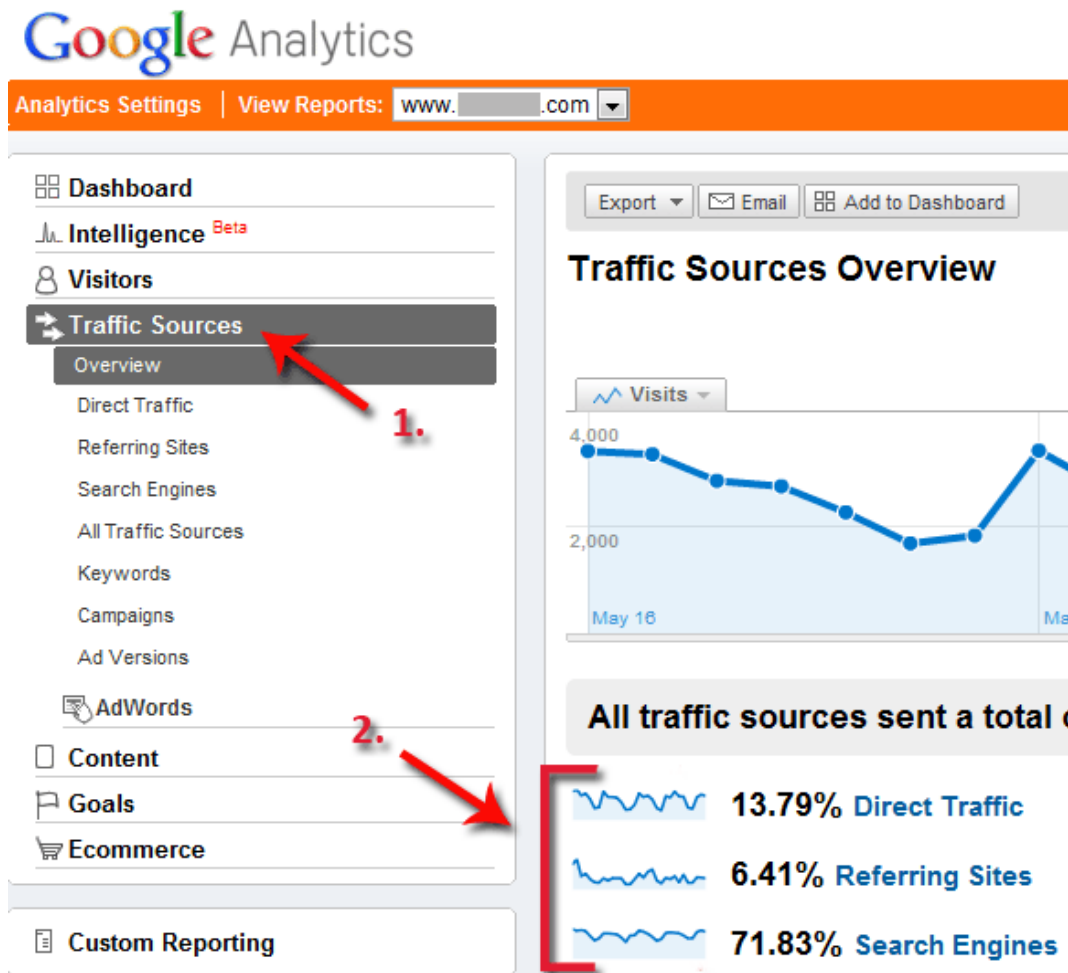 Google Analytics
Analytics Settings | View Reports: www. .com
Dashboard
Intelligence Beta
Visitors
Traffic Sources
Overview
Direct Traffic
Referring Sites
Search Engines
All Traffic Sources
Keywords
Campaigns
Ad Versions
AdWords
Content
Goals
Ecommerce
Custom Reporting
1.
2.
Export
Email
Add to Dashboard
Traffic Sources Overview
Visits
4,000
2,000
May 16
All traffic sources sent a total
13.79% Direct Traffic
6.41% Referring Sites
71.83% Search Engines